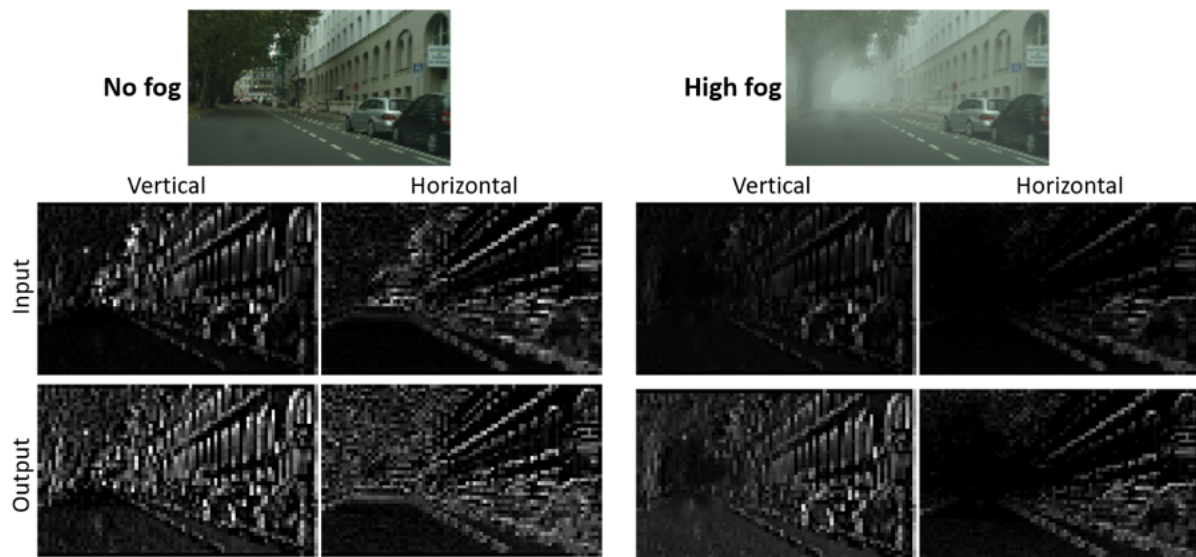 No fog
High fog
Vertical
Horizontal
Vertical
Horizontal
Input
Output